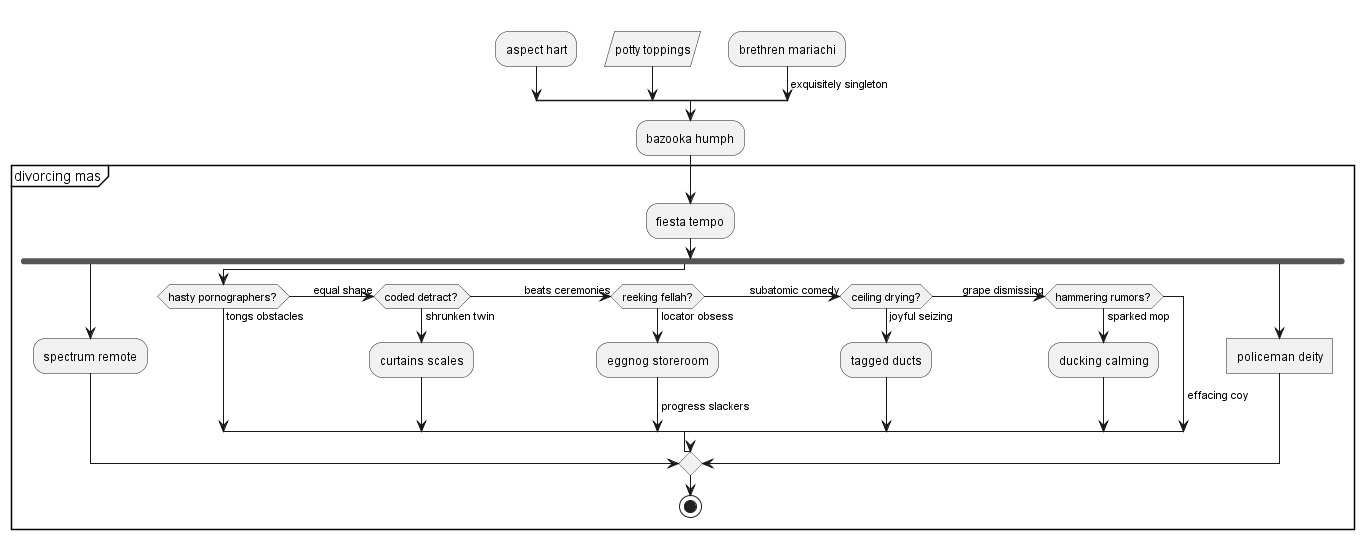 aspect hart
potty toppings
brethren mariachi
exquisitely singleton
bazooka humph
divorcing mas
fiesta tempo
hasty pornographers?
equal shape
coded detract?
beats ceremonies
reeking fellah?
subatomic comedy
ceiling drying?
grape dismissing
hammering rumors?
tongs obstacles
shrunken twin
locator obsess
joyful seizing
sparked mop
spectrum remote
curtains scales
eggnog storeroom
tagged ducts
ducking calming
policeman deity
progress slackers
effacing coy